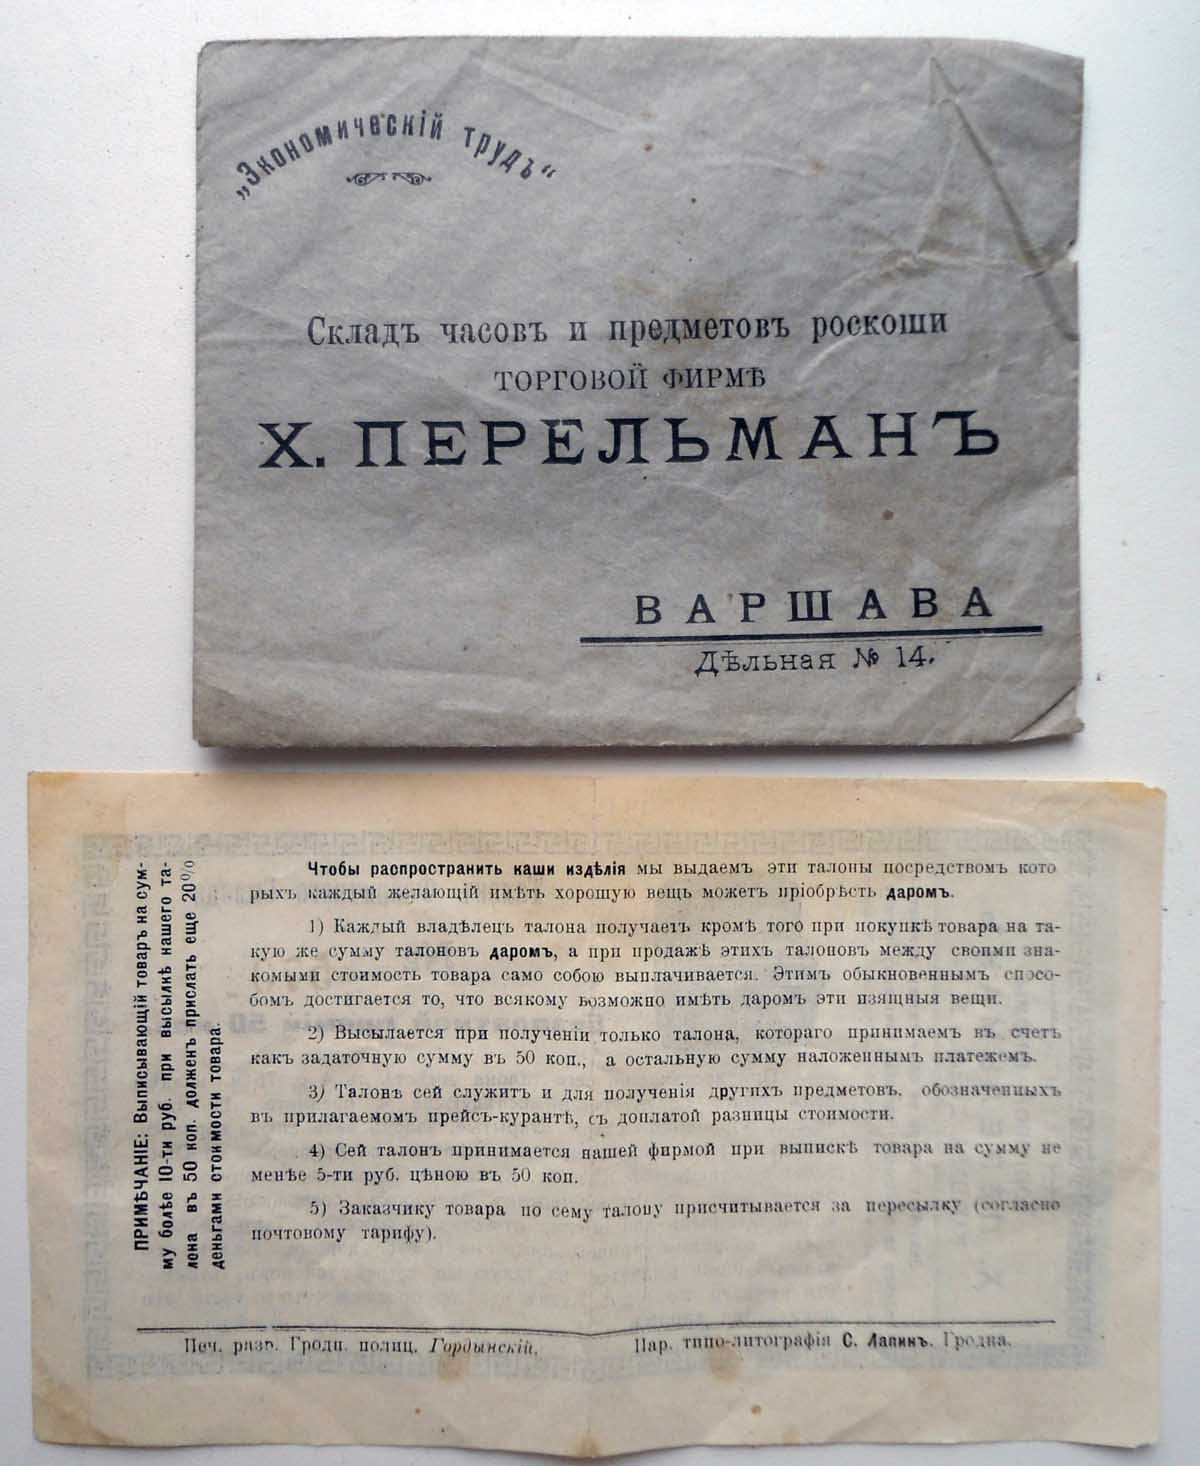 „Экономическій трудъ“
Складъ часовъ и предметовъ роскоши
ТОРГОВОЙ ФИРМѢ
Х. ПЕРЕЛЬМАНЪ
ВАРШАВА
Дѣльная № 14.
ПРИМѢЧАНІЕ: Выписывающій товаръ на сум-
му болѣе 10-ти руб. при высылкѣ нашего та-
лона въ 50 коп. долженъ прислать еще 20%
деньгами стоимости товара.
Чтобы распространить каши издѣлія мы выдаемъ эти талоны посредствомъ кото
рыхъ каждый желающій имѣть хорошую вещь можетъ пріобрѣсть даромъ.
1) Каждый владѣлецъ талона получаетъ кромѣ того при покупкѣ товара на та-
кую же сумму талоновъ даромъ, а при продажѣ этихъ талоповъ между своими зна-
комыми стоимость товара само собою выплачивается. Этимъ обыкновеннымъ спосо-
бомъ достигается то, что всякому возможно имѣть даромъ эти изящныя вещи.
2) Высылается при полученіи только талона, котораго принимаемъ въ счетъ
какъ задаточную сумму въ 50 коп., а остальную сумму наложеннымъ платежемъ.
3) Талонъ сей служитъ и для полученія другихъ предметовъ. обозначенныхъ
въ прилагаемомъ прейсъ-курантѣ, съ доплатой разницы стоимости.
4) Сей талонъ принимается нашей фирмой при выпискѣ товара на сумму не
менѣе 5-ти руб. цѣною въ 50 коп.
5) Заказчику товара по сему талону присчитывается за пересылку (согласно
почтовому тарифу).
Печ. разр. Гродн. полиц. Гордынскій.
Пар. типо-литографія С. Лапинъ. Гродна.